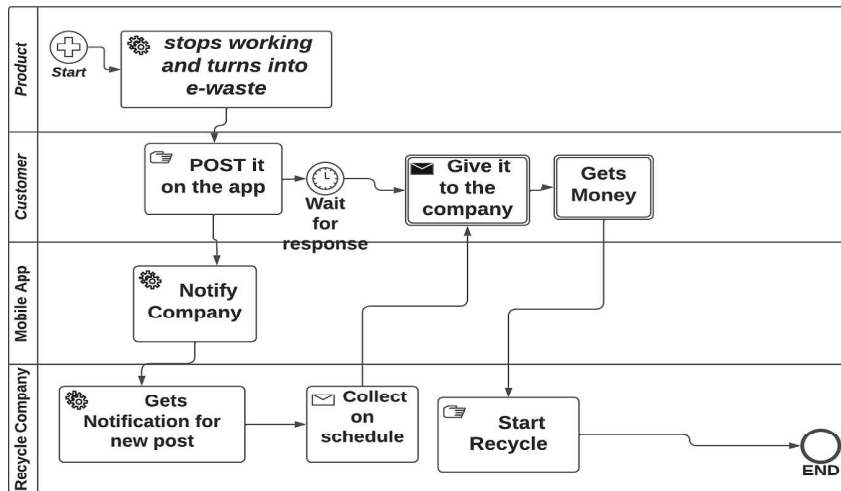 Product
Start
stops working
and turns into
e-waste
Customer
POST it
on the app
Wait
for
response
Give it
to the
company
Gets
Money
Mobile App
Notify
Company
Recycle Company
Gets
Notification for
new post
Collect
on
schedule
Start
Recycle
END